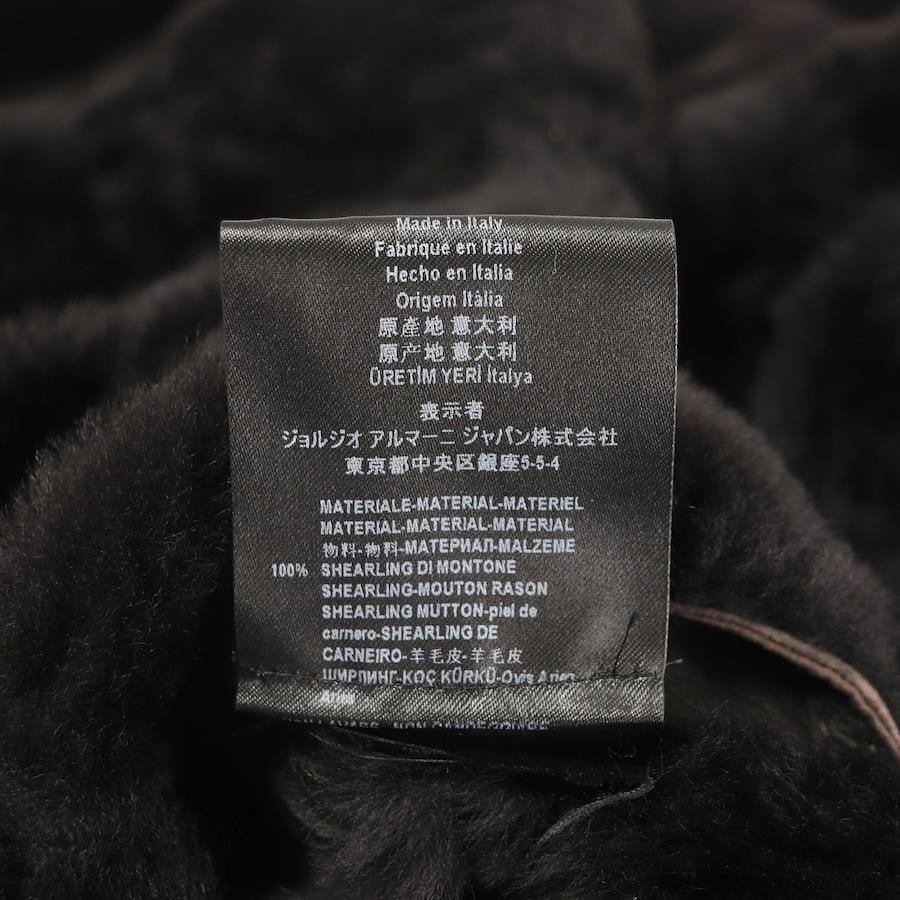 Made in Italy
Fabriqué en Italie
Hecho en Italia
Origem Itália
原產地 意大利
原产地 意大利
ÜRETİM YERİ İtalya
表示者
ジョルジオ アルマーニ ジャパン株式会社
東京都中央区銀座5-5-4
MATERIALE-MATERIAL-MATERIEL
MATERIAL-MATERIAL-MATERIAL
物料-物料-МАТЕРИАЛ-MALZEME
100% SHEARLING DI MONTONE
SHEARLING-MOUTON RASON
SHEARLING MUTTON-piel de
carnero-SHEARLING DE
CARNEIRO-羊毛皮-羊毛皮
ШИРЛИНГ-KOÇ KÜRKÜ-Ovis Aries
Aries